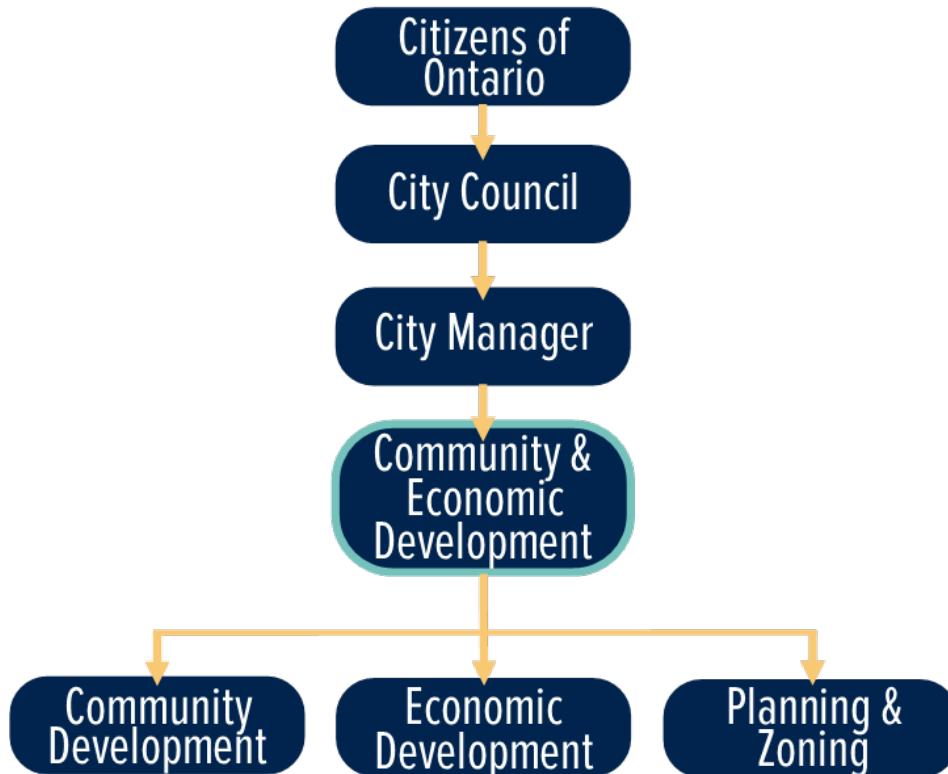 Citizens of
Ontario
City Council
City Manager
Community &
Economic
Development
Community
Development
Economic
Development
Planning &
Zoning